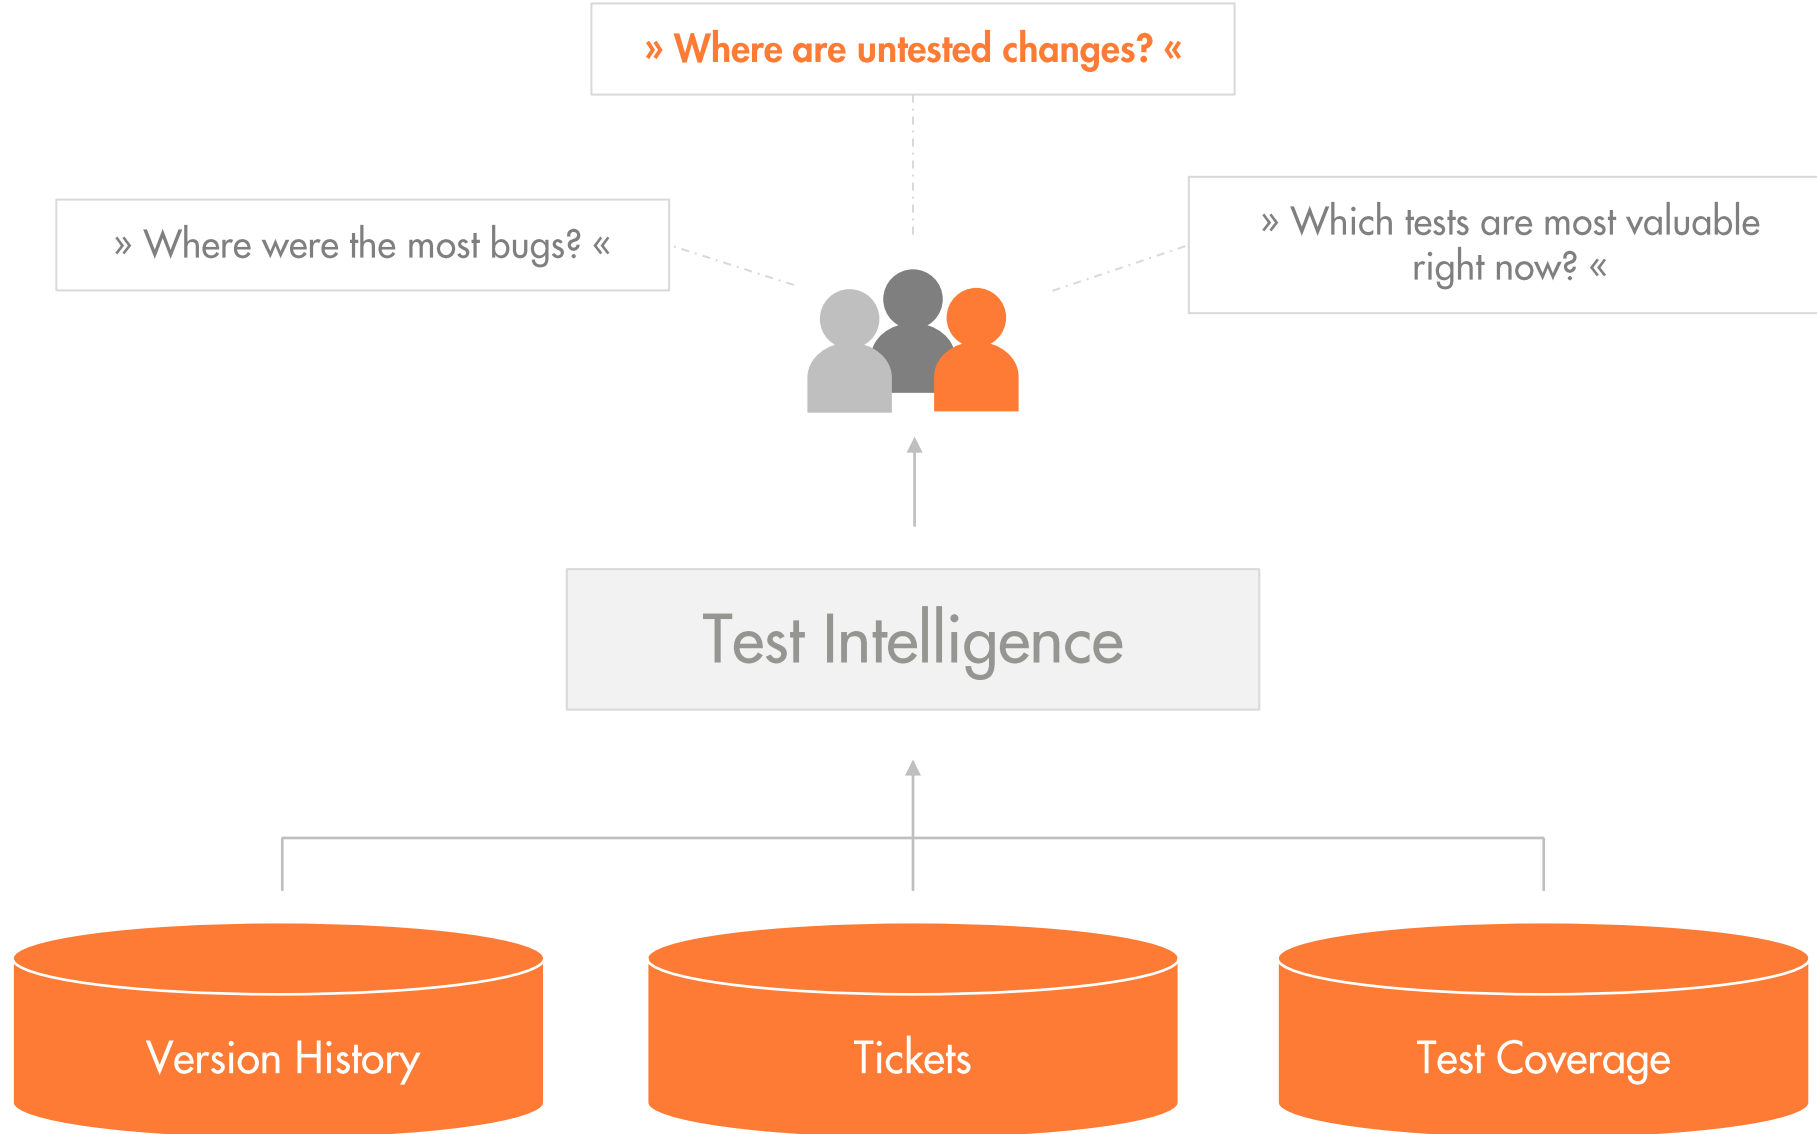 » Where are untested changes? «
» Where were the most bugs? «
» Which tests are most valuable
right now? «
Test Intelligence
Version History
Tickets
Test Coverage